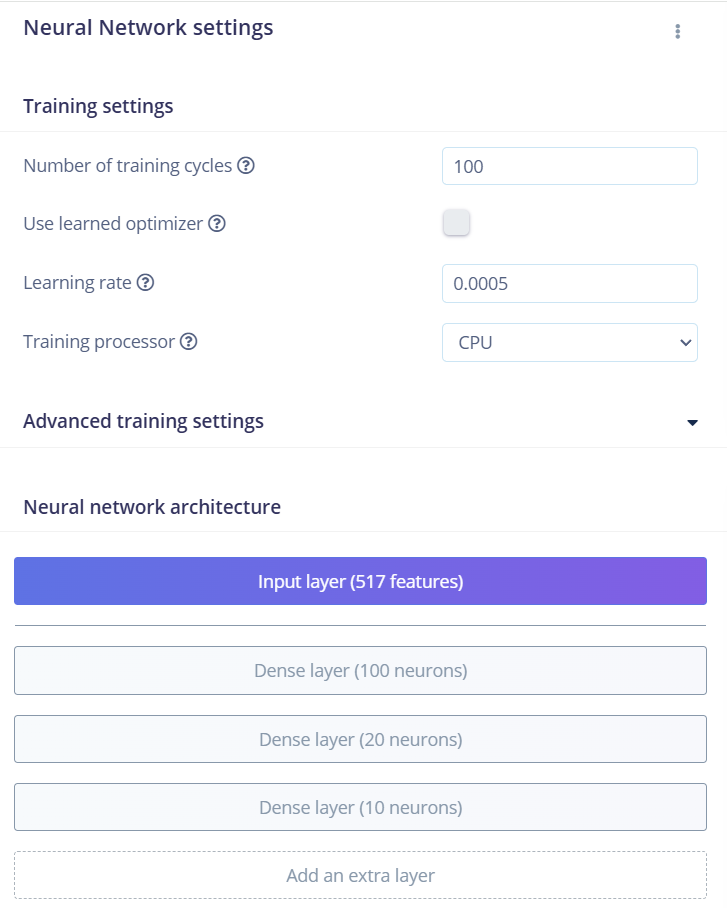 Neural Network settings
Training settings
Number of training cycles
100
Use learned optimizer
Learning rate
0.0005
Training processor
CPU
Advanced training settings
Neural network architecture
Input layer (517 features)
Dense layer (100 neurons)
Dense layer (20 neurons)
Dense layer (10 neurons)
Add an extra layer